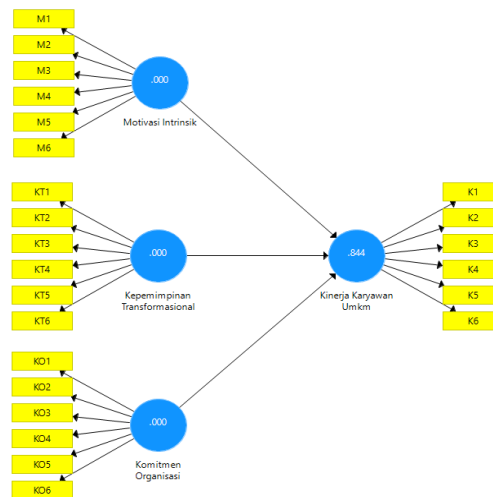 M1
M2
M3
M4
M5
M6
.000
Motivasi Intrinsik
KT1
KT2
KT3
KT4
KT5
KT6
.000
Kepemimpinan
Transformasional
KO1
KO2
KO3
KO4
KO5
KO6
.000
Komitmen
Organisasi
.844
Kinerja Karyawan
Umkm
K1
K2
K3
K4
K5
K6